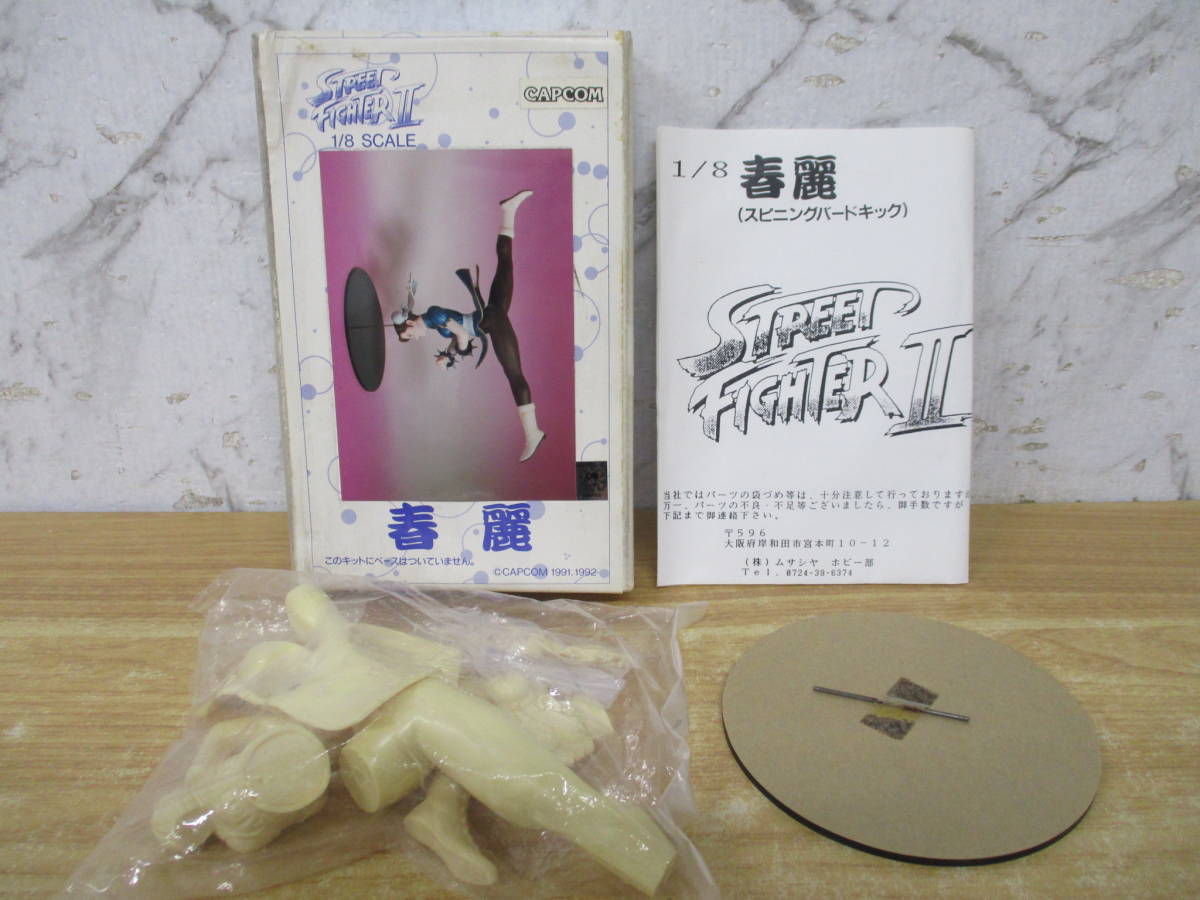 STREET
FIGHTER II
1/8 SCALE
CAPCOM
春麗
このキットにベースはついていません。
©CAPCOM 1991.1992
1/8 春麗
(スピニングバードキック)
STREET
FIGHTER II
当社ではパーツの袋づめ等は、十分注意して行っておりますが
万一、パーツの不良・不足等ございましたら、御手数ですが
下記まで御連絡下さい。
〒596
大阪府岸和田市宮本町10-12
(株)ムサシヤ ホビー部
Tel. 0724-39-6374